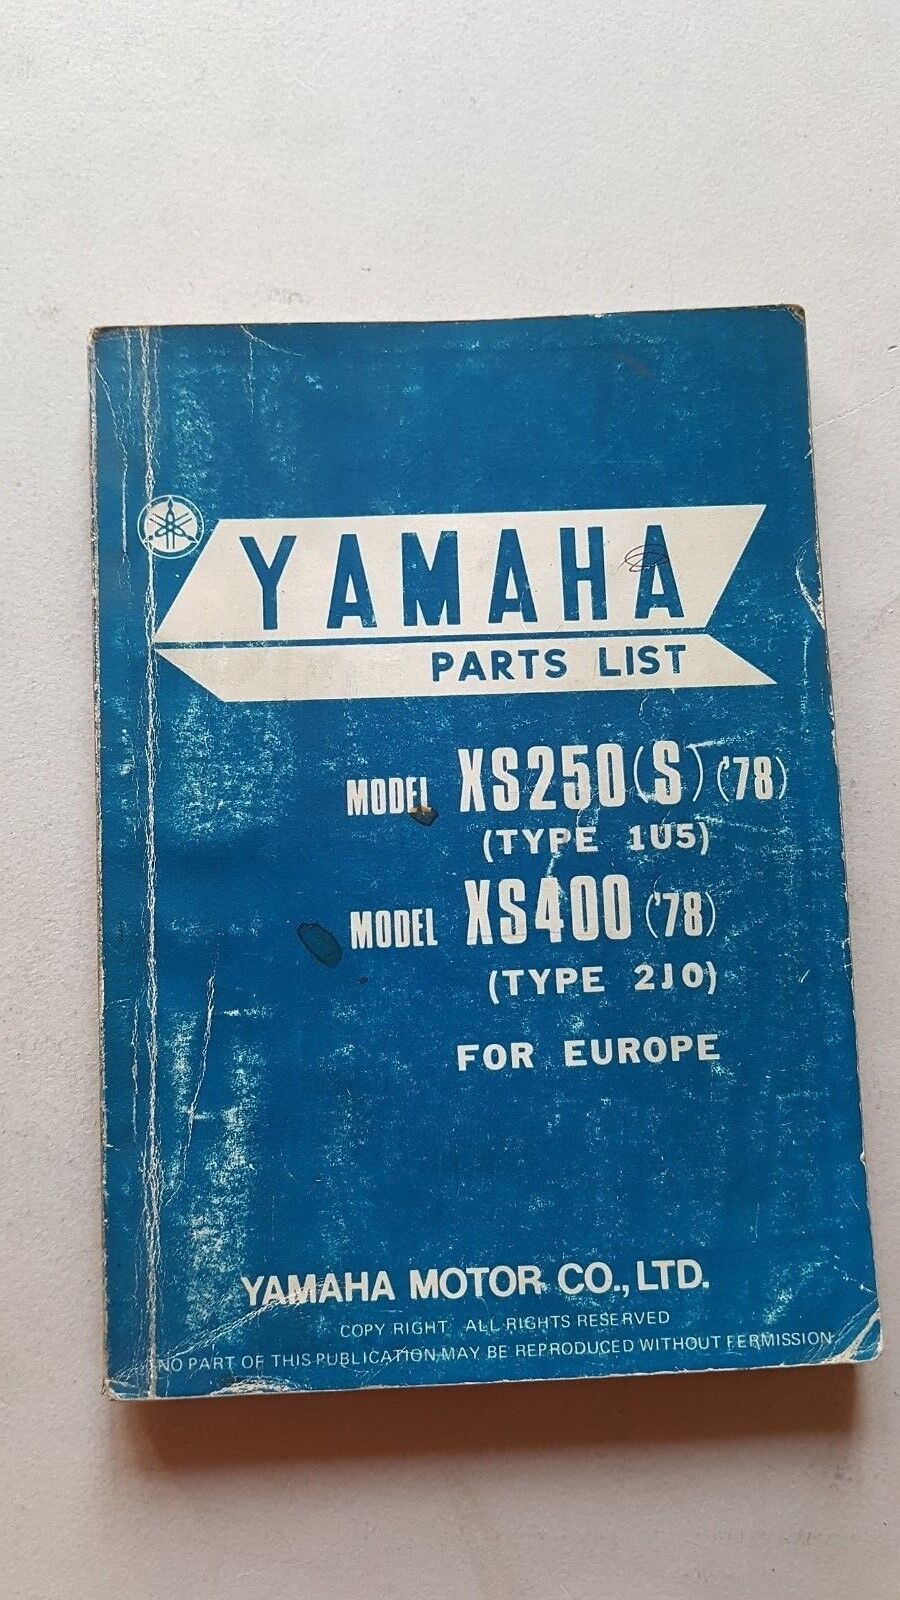 YAMAHA
PARTS LIST
MODEL XS250(S) ('78)
(TYPE 1U5)
MODEL XS400 ('78)
(TYPE 2J0)
FOR EUROPE
YAMAHA MOTOR CO., LTD.
COPY RIGHT ALL RIGHTS RESERVED
NO PART OF THIS PUBLICATION MAY BE REPRODUCED WITHOUT PERMISSION